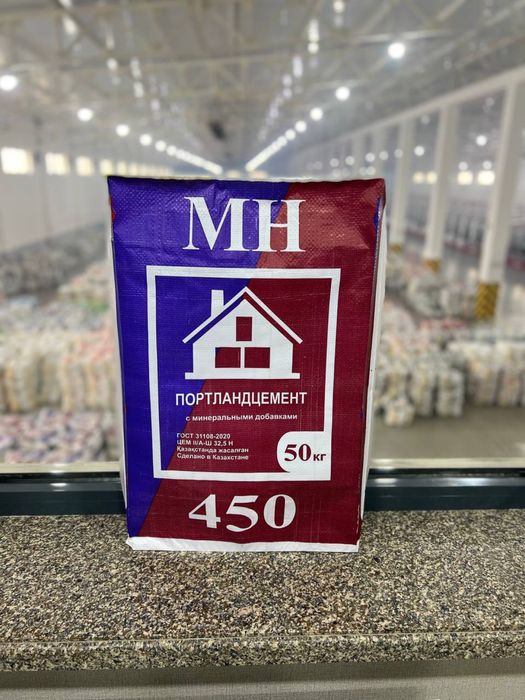 МН
ПОРТЛАНДЦЕМЕНТ
с минеральными добавками
ГОСТ 31108-2020
ЦЕМ II/А-Ш 32,5 Н
Қазақстанда жасалған
Сделано в Казахстане
50 кг
450